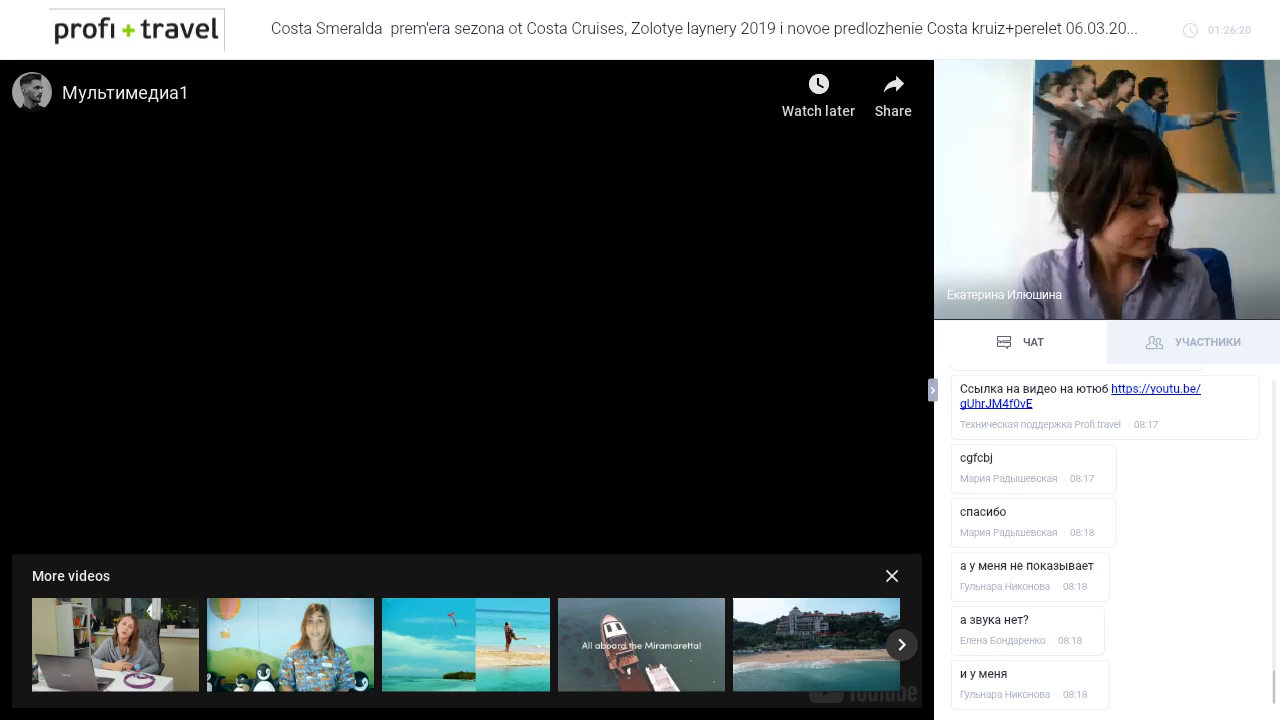 profi + travel
Costa Smeralda  prem'era sezona ot Costa Cruises, Zolotye laynery 2019 i novoe predlozhenie Costa kruiz+perelet 06.03.20...
01:26:20
Мультимедиа1
Watch later
Share
Екатерина Илюшина
ЧАТ
УЧАСТНИКИ
Ссылка на видео на ютюб https://youtu.be/
gUhrJM4f0vE
Техническая поддержка Profi.travel 08:17
cgfcbj
Мария Радышевская 08:17
спасибо
Мария Радышевская 08:18
а у меня не показывает
Гульнара Никонова 08:18
а звука нет?
Елена Бондаренко 08:18
и у меня
Гульнара Никонова 08:18
More videos
All aboard the Miramaretta!
YouTube